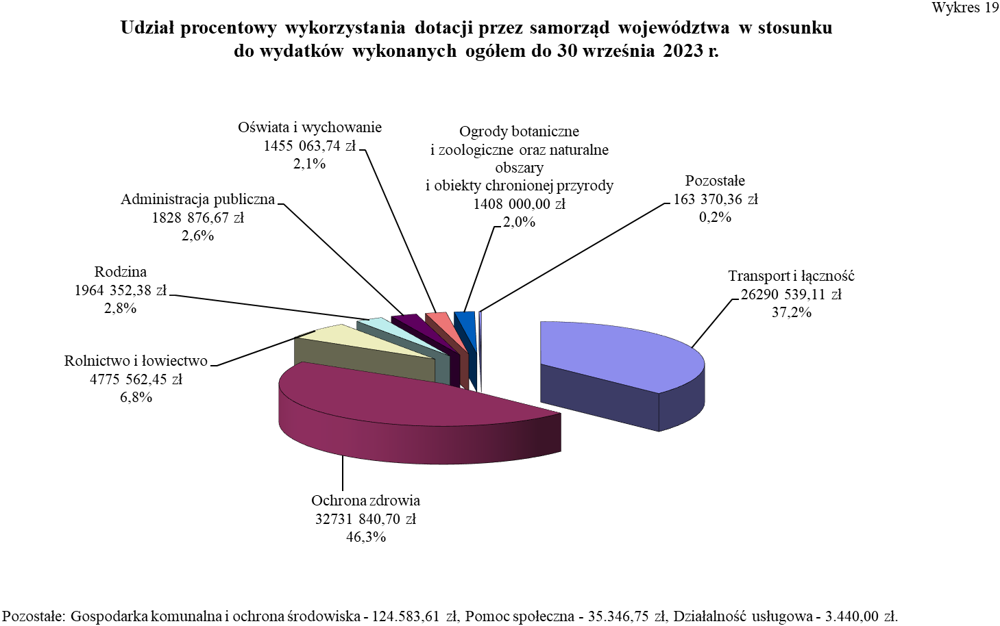 Wykres 19
Udział procentowy wykorzystania dotacji przez samorząd województwa w stosunku
do wydatków wykonanych ogółem do 30 września 2023 r.
Oświata i wychowanie
1455 063,74 zł
2,1%
Ogrody botaniczne
i zoologiczne oraz naturalne
obszary
i obiekty chronionej przyrody
1408 000,00 zł
2,0%
Pozostałe
163 370,36 zł
0,2%
Administracja publiczna
1828 876,67 zł
2,6%
Rodzina
1964 352,38 zł
2,8%
Transport i łączność
26290 539,11 zł
37,2%
Rolnictwo i łowiectwo
4775 562,45 zł
6,8%
Ochrona zdrowia
32731 840,70 zł
46,3%
Pozostałe: Gospodarka komunalna i ochrona środowiska - 124.583,61 zł, Pomoc społeczna - 35.346,75 zł, Działalność usługowa - 3.440,00 zł.